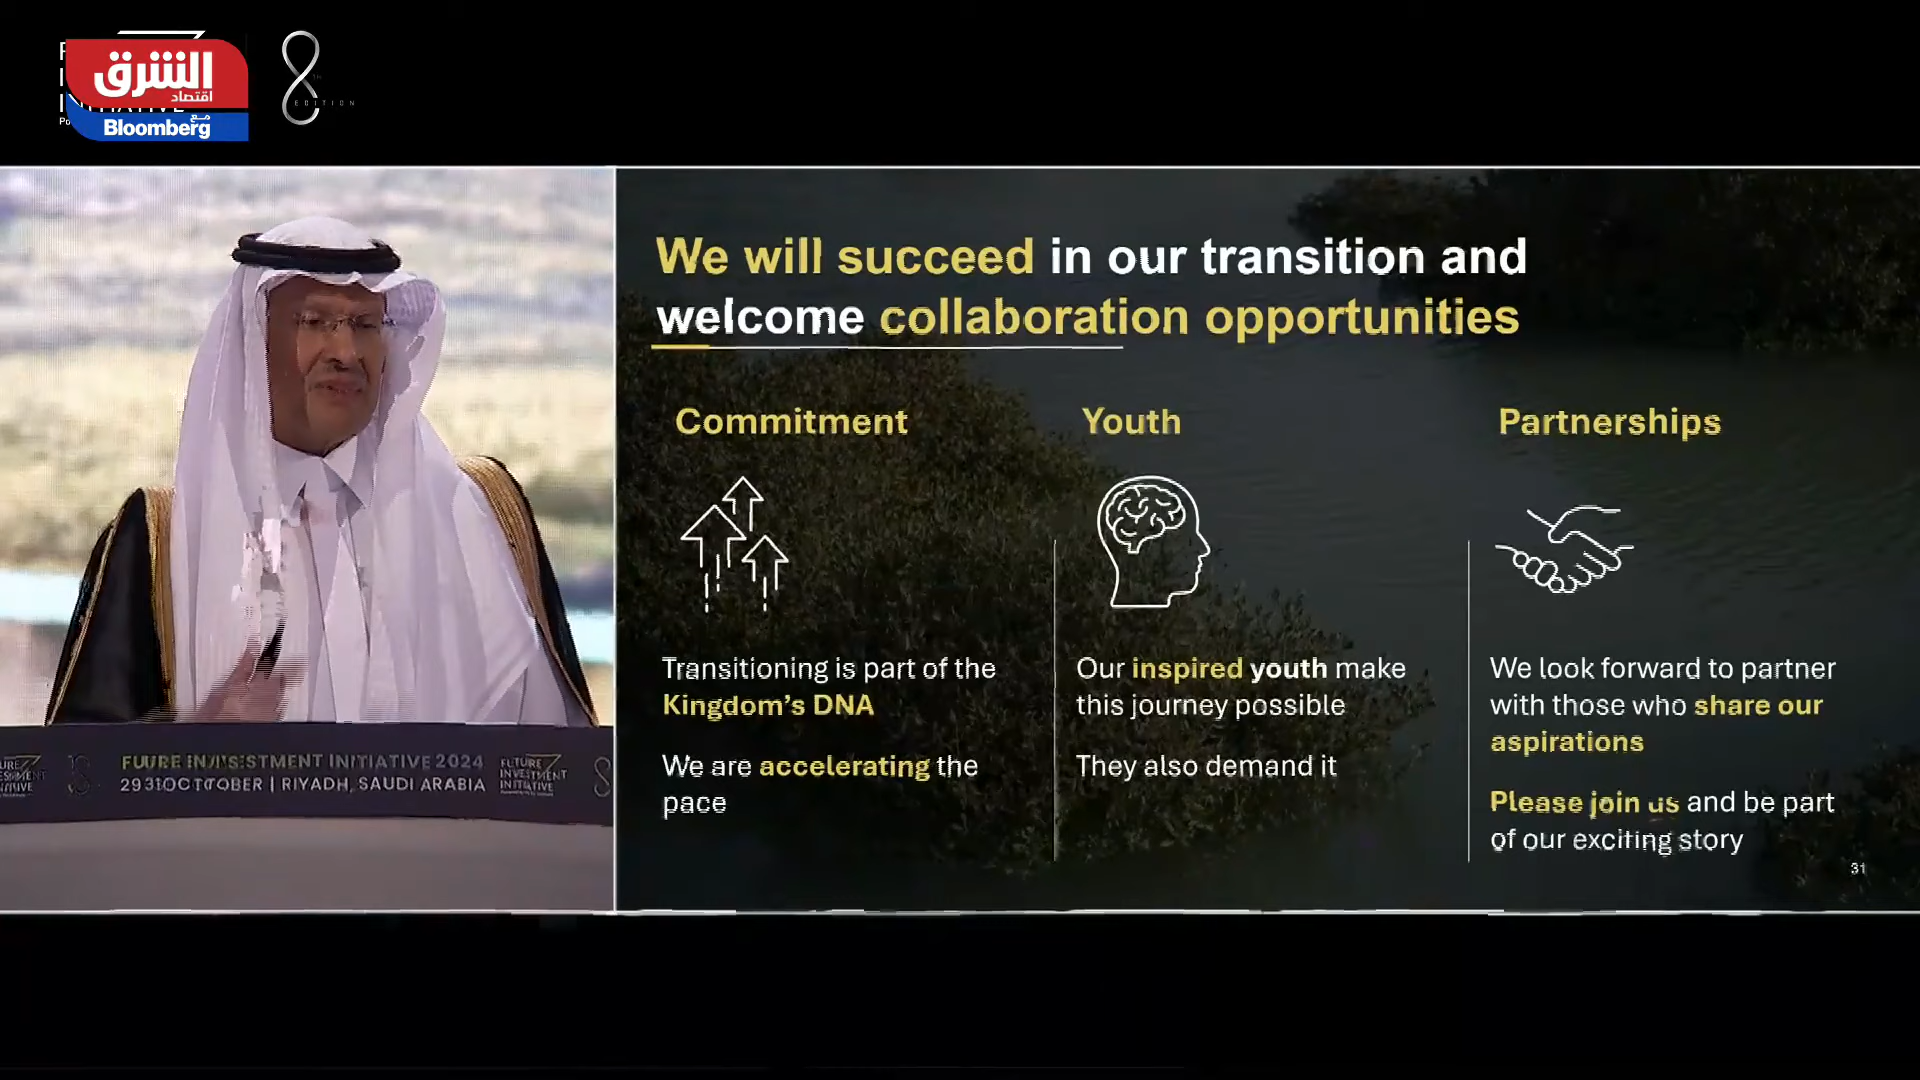 الشرق
اقتصاد
مع
Bloomberg
EDITION
We will succeed in our transition and
welcome collaboration opportunities
Commitment
Youth
Partnerships
Transitioning is part of the
Kingdom's DNA
We are accelerating the
pace
Our inspired youth make
this journey possible
They also demand it
We look forward to partner
with those who share our
aspirations
Please join us and be part
of our exciting story
31
INITIATIVE 2024
RIYADH, SAUDI ARABIA
FUTURE
INVESTMENT
INITIATIVE